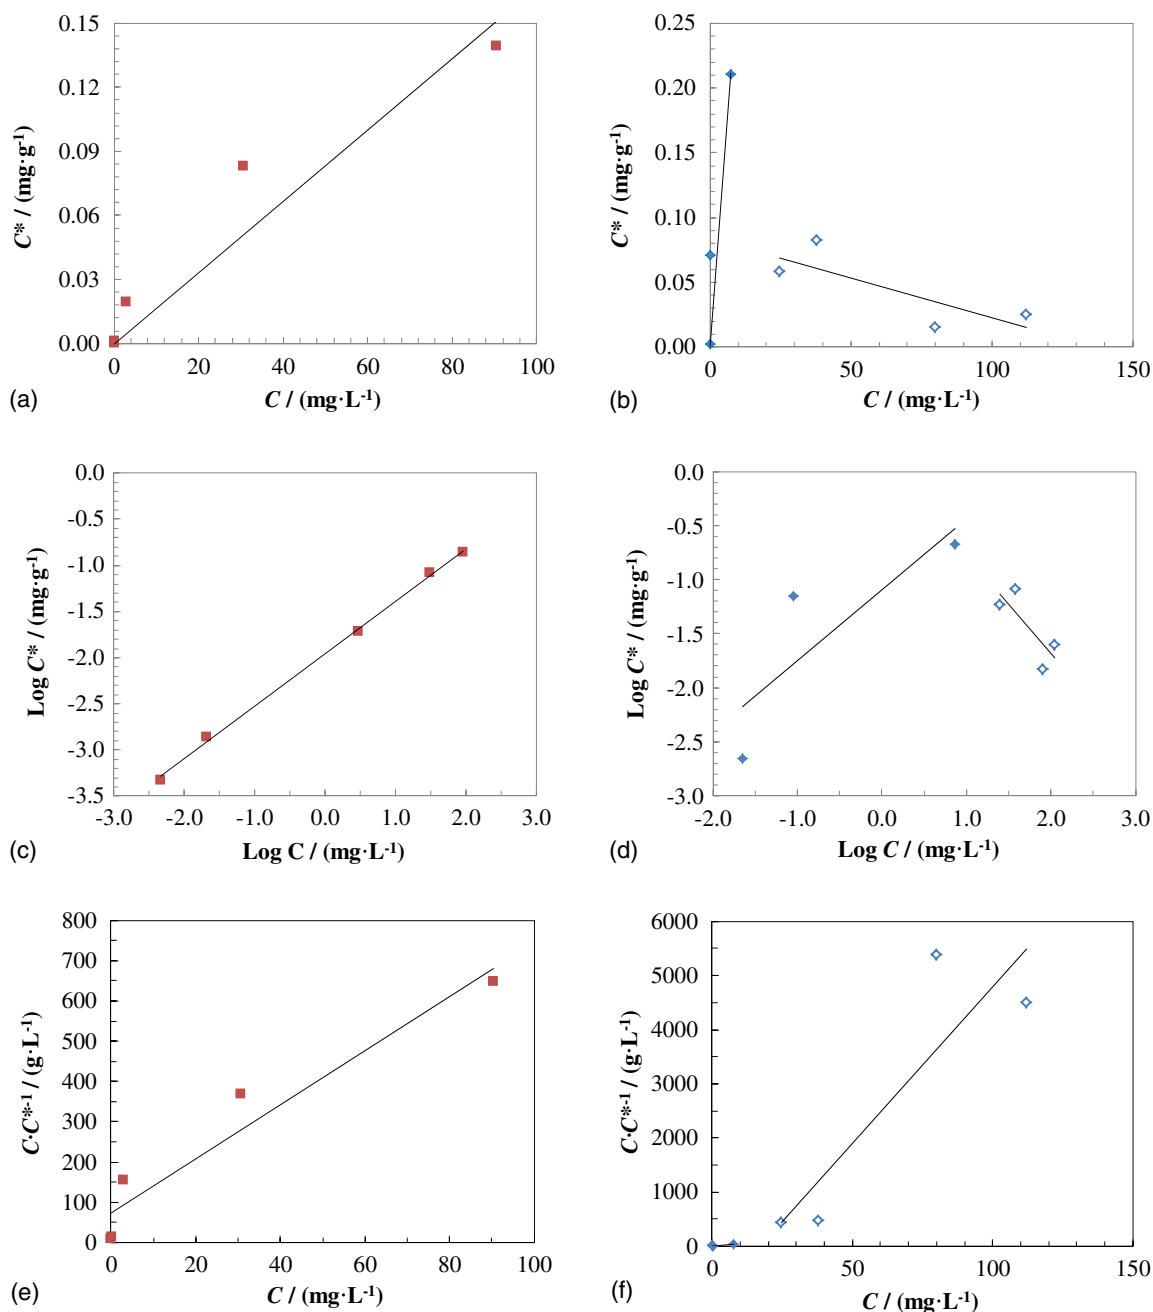 0.15
0.12
0.09
0.06
0.03
0.00
C* / (mg·g-1)
0 20 40 60 80 100
C / (mg·L-1)
(a)
0.25
0.20
0.15
0.10
0.05
0.00
C* / (mg·g-1)
0 50 100 150
C / (mg·L-1)
(b)
0.0
-0.5
-1.0
-1.5
-2.0
-2.5
-3.0
-3.5
Log C* / (mg·g-1)
-3.0 -2.0 -1.0 0.0 1.0 2.0 3.0
Log C / (mg·L-1)
(c)
0.0
-0.5
-1.0
-1.5
-2.0
-2.5
-3.0
Log C* / (mg·g-1)
-2.0 -1.0 0.0 1.0 2.0 3.0
Log C / (mg·L-1)
(d)
800
700
600
500
400
300
200
100
0
C·C*-1 / (g·L-1)
0 20 40 60 80 100
C / (mg·L-1)
(e)
6000
5000
4000
3000
2000
1000
0
C·C*-1 / (g·L-1)
0 50 100 150
C / (mg·L-1)
(f)